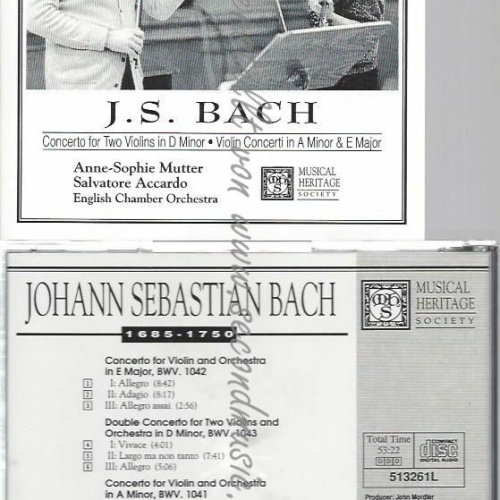 J.S. BACH
Concerto for Two Violins in D Minor • Violin Concerti in A Minor & E Major
Anne-Sophie Mutter
Salvatore Accardo
English Chamber Orchestra
MUSICAL
HERITAGE
SOCIETY
JOHANN SEBASTIAN BACH
1685-1750
MUSICAL
HERITAGE
SOCIETY
Concerto for Violin and Orchestra
in E Major, BWV. 1042
1 I: Allegro (8:42)
2 II: Adagio (8:17)
3 III: Allegro assai (2:56)
Double Concerto for Two Violins and
Orchestra in D Minor, BWV. 1043
4 I: Vivace (4:01)
5 II: Largo ma non tanto (7:41)
6 III: Allegro (5:06)
Concerto for Violin and Orchestra
in A Minor, BWV. 1041
Total Time
53:22
DDD
COMPACT
disc
DIGITAL AUDIO
513261L
Producer: John Mordler
von www.secondmusic.